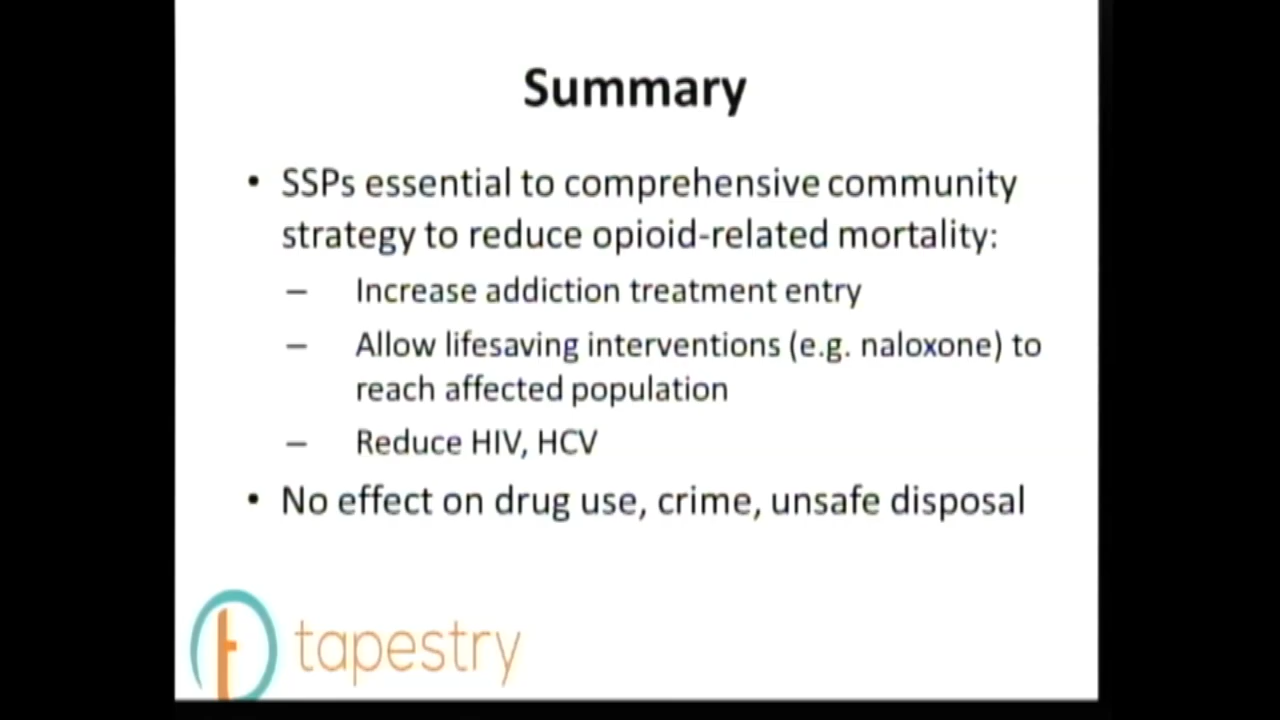 Summary
• SSPs essential to comprehensive community
strategy to reduce opioid-related mortality:
– Increase addiction treatment entry
– Allow lifesaving interventions (e.g. naloxone) to
reach affected population
– Reduce HIV, HCV
• No effect on drug use, crime, unsafe disposal
t tapestry